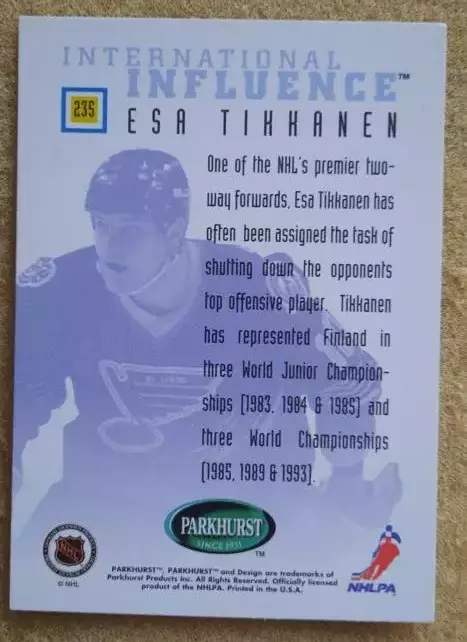 INTERNATIONAL
INFLUENCE™
235
ESA TIKKANEN
One of the NHL's premier two-
way forwards, Esa Tikkanen has
often been assigned the task of
shutting down the opponents
top offensive player. Tikkanen
has represented Finland in
three World Junior Champion-
ships (1983, 1984 & 1985) and
three World Championships
(1985, 1989 & 1993).
PARKHURST
SINCE 1951
™
NHL
© NHL
NHLPA
PARKHURST™, PARKHURST™ and Design are trademarks of
Parkhurst Products Inc. All Rights Reserved. Officially licensed
product of the NHLPA. Printed in the U.S.A.